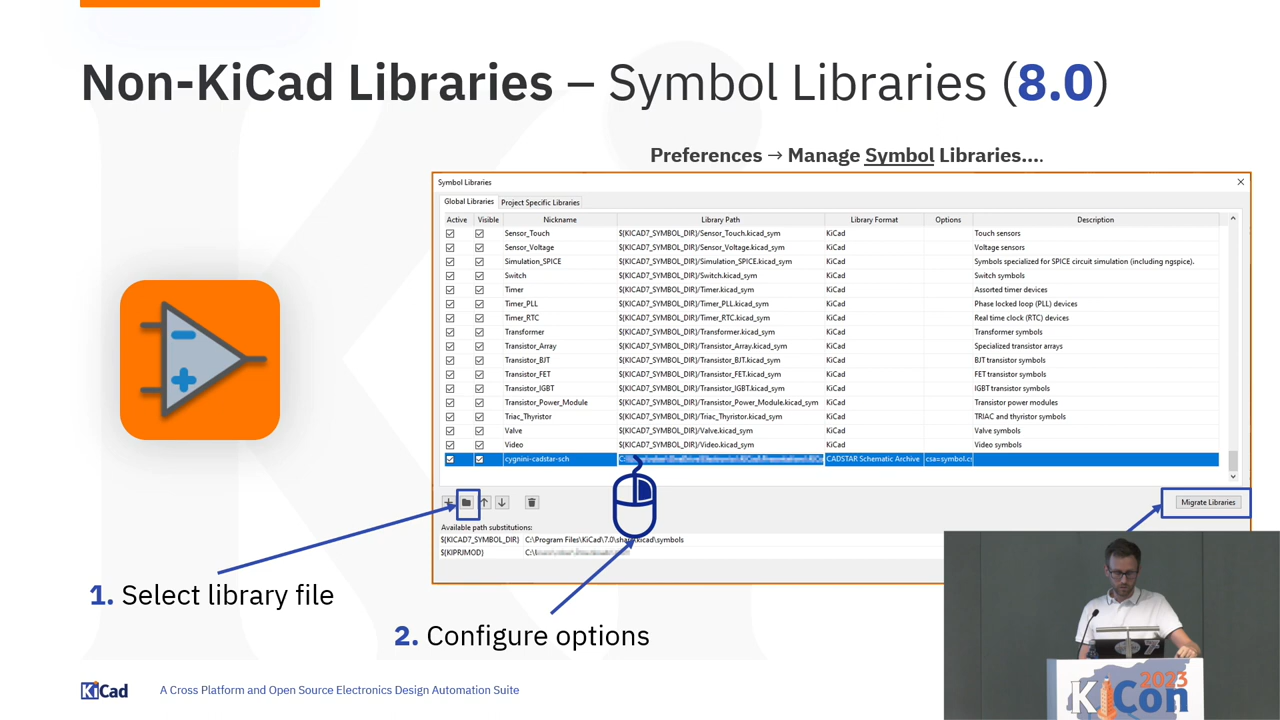 Non-KiCad Libraries – Symbol Libraries (8.0)
Preferences → Manage Symbol Libraries….
Symbol Libraries
Global Libraries Project Specific Libraries
Active Visible Nickname Library Path Library Format Options Description
Sensor_Touch ${KICAD7_SYMBOL_DIR}/Sensor_Touch.kicad_sym KiCad Touch sensors
Sensor_Voltage ${KICAD7_SYMBOL_DIR}/Sensor_Voltage.kicad_sym KiCad Voltage sensors
Simulation_SPICE ${KICAD7_SYMBOL_DIR}/Simulation_SPICE.kicad_sym KiCad Symbols specialized for SPICE circuit simulation (including ngspice).
Switch ${KICAD7_SYMBOL_DIR}/Switch.kicad_sym KiCad Switch symbols
Timer ${KICAD7_SYMBOL_DIR}/Timer.kicad_sym KiCad Assorted timer devices
Timer_PLL ${KICAD7_SYMBOL_DIR}/Timer_PLL.kicad_sym KiCad Phase locked loop (PLL) devices
Timer_RTC ${KICAD7_SYMBOL_DIR}/Timer_RTC.kicad_sym KiCad Real time clock (RTC) devices
Transformer ${KICAD7_SYMBOL_DIR}/Transformer.kicad_sym KiCad Transformer symbols
Transistor_Array ${KICAD7_SYMBOL_DIR}/Transistor_Array.kicad_sym KiCad Specialized transistor arrays
Transistor_BJT ${KICAD7_SYMBOL_DIR}/Transistor_BJT.kicad_sym KiCad BJT transistor symbols
Transistor_FET ${KICAD7_SYMBOL_DIR}/Transistor_FET.kicad_sym KiCad FET transistor symbols
Transistor_IGBT ${KICAD7_SYMBOL_DIR}/Transistor_IGBT.kicad_sym KiCad IGBT transistor symbols
Transistor_Power_Module ${KICAD7_SYMBOL_DIR}/Transistor_Power_Module.kicad_sym KiCad Transistor power modules
Triac_Thyristor ${KICAD7_SYMBOL_DIR}/Triac_Thyristor.kicad_sym KiCad TRIAC and thyristor symbols
Valve ${KICAD7_SYMBOL_DIR}/Valve.kicad_sym KiCad Valve symbols
Video ${KICAD7_SYMBOL_DIR}/Video.kicad_sym KiCad Video symbols
cygnini-cadstar-sch CADSTAR Schematic Archive csa=symbol.cs
Migrate Libraries
Available path substitutions:
${KICAD7_SYMBOL_DIR} C:\Program Files\KiCad\7.0\share\kicad\symbols
${KIPRJMOD} C:\
1. Select library file
2. Configure options
KiCad A Cross Platform and Open Source Electronics Design Automation Suite
2023
KiCon